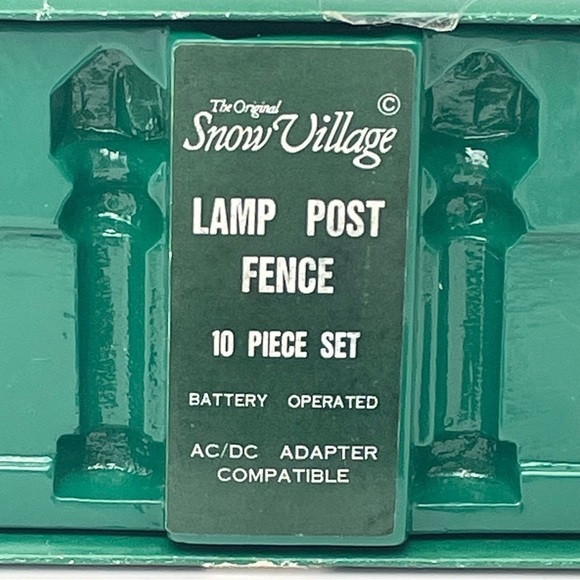 The Original ©
Snow Village
LAMP POST
FENCE
10 PIECE SET
BATTERY OPERATED
AC/DC ADAPTER
COMPATIBLE